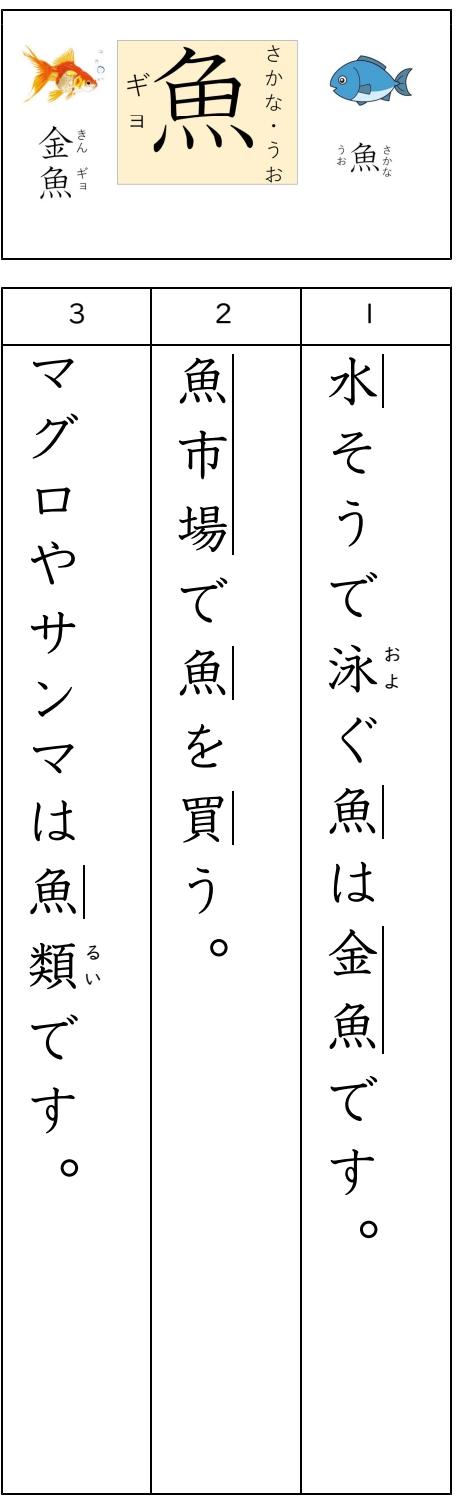 魚
さかな
うお
さかな・うお
魚
ギョ
金魚
きんギョ
1
水そうで泳ぐ魚は金魚です。
およ
2
魚市場で魚を買う。
3
マグロやサンマは魚類です。
るい